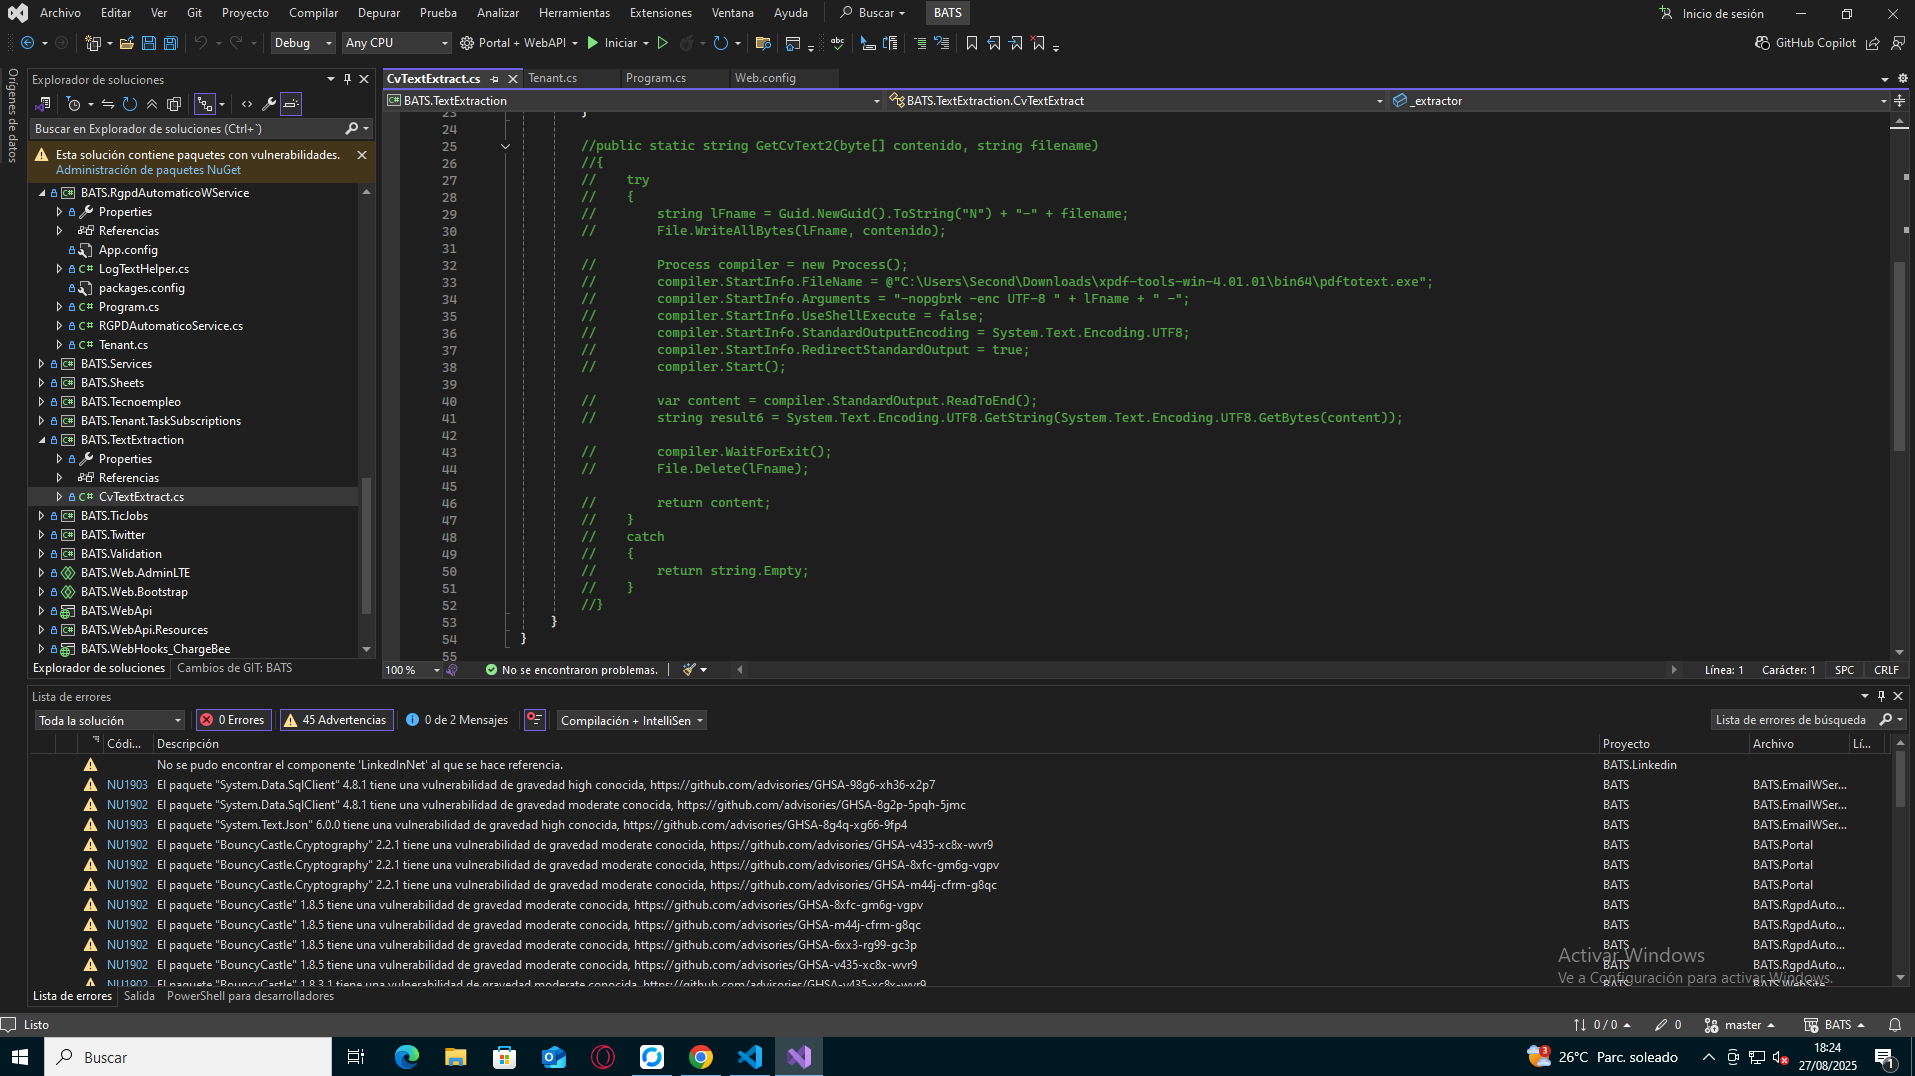 Archivo Editar Ver Git Proyecto Compilar Depurar Prueba Analizar Herramientas Extensiones Ventana Ayuda Buscar BATS Inicio de sesión
Debug Any CPU Portal + WebAPI Iniciar GitHub Copilot
Orígenes de datos
Explorador de soluciones
Buscar en Explorador de soluciones (Ctrl+`)
Esta solución contiene paquetes con vulnerabilidades.
Administración de paquetes NuGet
BATS.RgpdAutomaticoWService
Properties
Referencias
App.config
LogTextHelper.cs
packages.config
Program.cs
RGPDAutomaticoService.cs
Tenant.cs
BATS.Services
BATS.Sheets
BATS.Tecnoempleo
BATS.Tenant.TaskSubscriptions
BATS.TextExtraction
Properties
Referencias
CvTextExtract.cs
BATS.TicJobs
BATS.Twitter
BATS.Validation
BATS.Web.AdminLTE
BATS.Web.Bootstrap
BATS.WebApi
BATS.WebApi.Resources
BATS.WebHooks_ChargeBee
Explorador de soluciones Cambios de GIT: BATS
CvTextExtract.cs Tenant.cs Program.cs Web.config
BATS.TextExtraction BATS.TextExtraction.CvTextExtract _extractor
23 }
24
25 //public static string GetCvText2(byte[] contenido, string filename)
26 //{
27 // try
28 // {
29 // string lFname = Guid.NewGuid().ToString("N") + "-" + filename;
30 // File.WriteAllBytes(lFname, contenido);
31
32 // Process compiler = new Process();
33 // compiler.StartInfo.FileName = @"C:\Users\Second\Downloads\xpdf-tools-win-4.01.01\bin64\pdftotext.exe";
34 // compiler.StartInfo.Arguments = "-nopgbrk -enc UTF-8 " + lFname + " -";
35 // compiler.StartInfo.UseShellExecute = false;
36 // compiler.StartInfo.StandardOutputEncoding = System.Text.Encoding.UTF8;
37 // compiler.StartInfo.RedirectStandardOutput = true;
38 // compiler.Start();
39
40 // var content = compiler.StandardOutput.ReadToEnd();
41 // string result6 = System.Text.Encoding.UTF8.GetString(System.Text.Encoding.UTF8.GetBytes(content));
42
43 // compiler.WaitForExit();
44 // File.Delete(lFname);
45
46 // return content;
47 // }
48 // catch
49 // {
50 // return string.Empty;
51 // }
52 //}
53 }
54 }
55
100 % No se encontraron problemas. Línea: 1 Carácter: 1 SPC CRLF
Lista de errores
Toda la solución 0 Errores 45 Advertencias 0 de 2 Mensajes Compilación + IntelliSen Lista de errores de búsqueda
Códi... Descripción Proyecto Archivo Lí...
No se pudo encontrar el componente 'LinkedInNet' al que se hace referencia. BATS.Linkedin
NU1903 El paquete "System.Data.SqlClient" 4.8.1 tiene una vulnerabilidad de gravedad high conocida, https://github.com/advisories/GHSA-98g6-xh36-x2p7 BATS BATS.EmailWSer...
NU1902 El paquete "System.Data.SqlClient" 4.8.1 tiene una vulnerabilidad de gravedad moderate conocida, https://github.com/advisories/GHSA-8g2p-5pqh-5jmc BATS BATS.EmailWSer...
NU1903 El paquete "System.Text.Json" 6.0.0 tiene una vulnerabilidad de gravedad high conocida, https://github.com/advisories/GHSA-8g4q-xg66-9fp4 BATS BATS.EmailWSer...
NU1902 El paquete "BouncyCastle.Cryptography" 2.2.1 tiene una vulnerabilidad de gravedad moderate conocida, https://github.com/advisories/GHSA-v435-xc8x-wvr9 BATS BATS.Portal
NU1902 El paquete "BouncyCastle.Cryptography" 2.2.1 tiene una vulnerabilidad de gravedad moderate conocida, https://github.com/advisories/GHSA-8xfc-gm6g-vgpv BATS BATS.Portal
NU1902 El paquete "BouncyCastle.Cryptography" 2.2.1 tiene una vulnerabilidad de gravedad moderate conocida, https://github.com/advisories/GHSA-m44j-cfrm-g8qc BATS BATS.Portal
NU1902 El paquete "BouncyCastle" 1.8.5 tiene una vulnerabilidad de gravedad moderate conocida, https://github.com/advisories/GHSA-8xfc-gm6g-vgpv BATS BATS.RgpdAuto...
NU1902 El paquete "BouncyCastle" 1.8.5 tiene una vulnerabilidad de gravedad moderate conocida, https://github.com/advisories/GHSA-m44j-cfrm-g8qc BATS BATS.RgpdAuto...
NU1902 El paquete "BouncyCastle" 1.8.5 tiene una vulnerabilidad de gravedad moderate conocida, https://github.com/advisories/GHSA-6xx3-rg99-gc3p BATS BATS.RgpdAuto...
NU1902 El paquete "BouncyCastle" 1.8.5 tiene una vulnerabilidad de gravedad moderate conocida, https://github.com/advisories/GHSA-v435-xc8x-wvr9 BATS BATS.RgpdAuto...
NU1902 El paquete "BouncyCastle" 1.8.3.1 tiene una vulnerabilidad de gravedad moderate conocida, https://github.com/advisories/GHSA-v435-xc8x-wvr9 BATS BATS.WebSite
Activar Windows
Ve a Configuración para activar Windows.
Lista de errores Salida PowerShell para desarrolladores
Listo 0 / 0 0 master BATS
Buscar 3 26°C Parc. soleado 18:24
27/08/2025 1